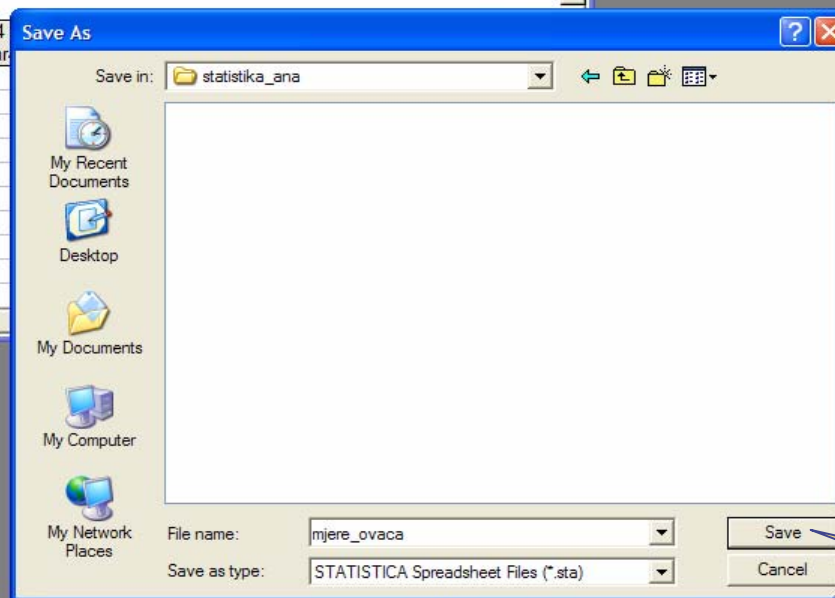 4
Save As
Save in:
statistika_ana
My Recent
Documents
Desktop
My Documents
My Computer
My Network
Places
File name:
mjere_ovaca
Save
Save as type:
STATISTICA Spreadsheet Files (*.sta)
Cancel